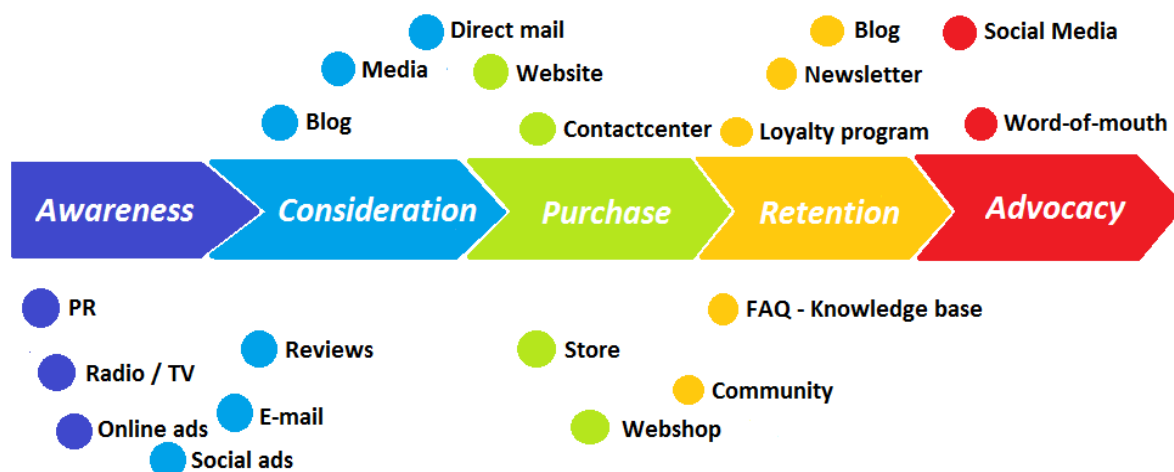 Direct mail
Blog
Social Media
Media
Website
Newsletter
Blog
Contactcenter
Loyalty program
Word-of-mouth
Awareness
Consideration
Purchase
Retention
Advocacy
PR
FAQ - Knowledge base
Reviews
Store
Radio / TV
Community
E-mail
Online ads
Webshop
Social ads